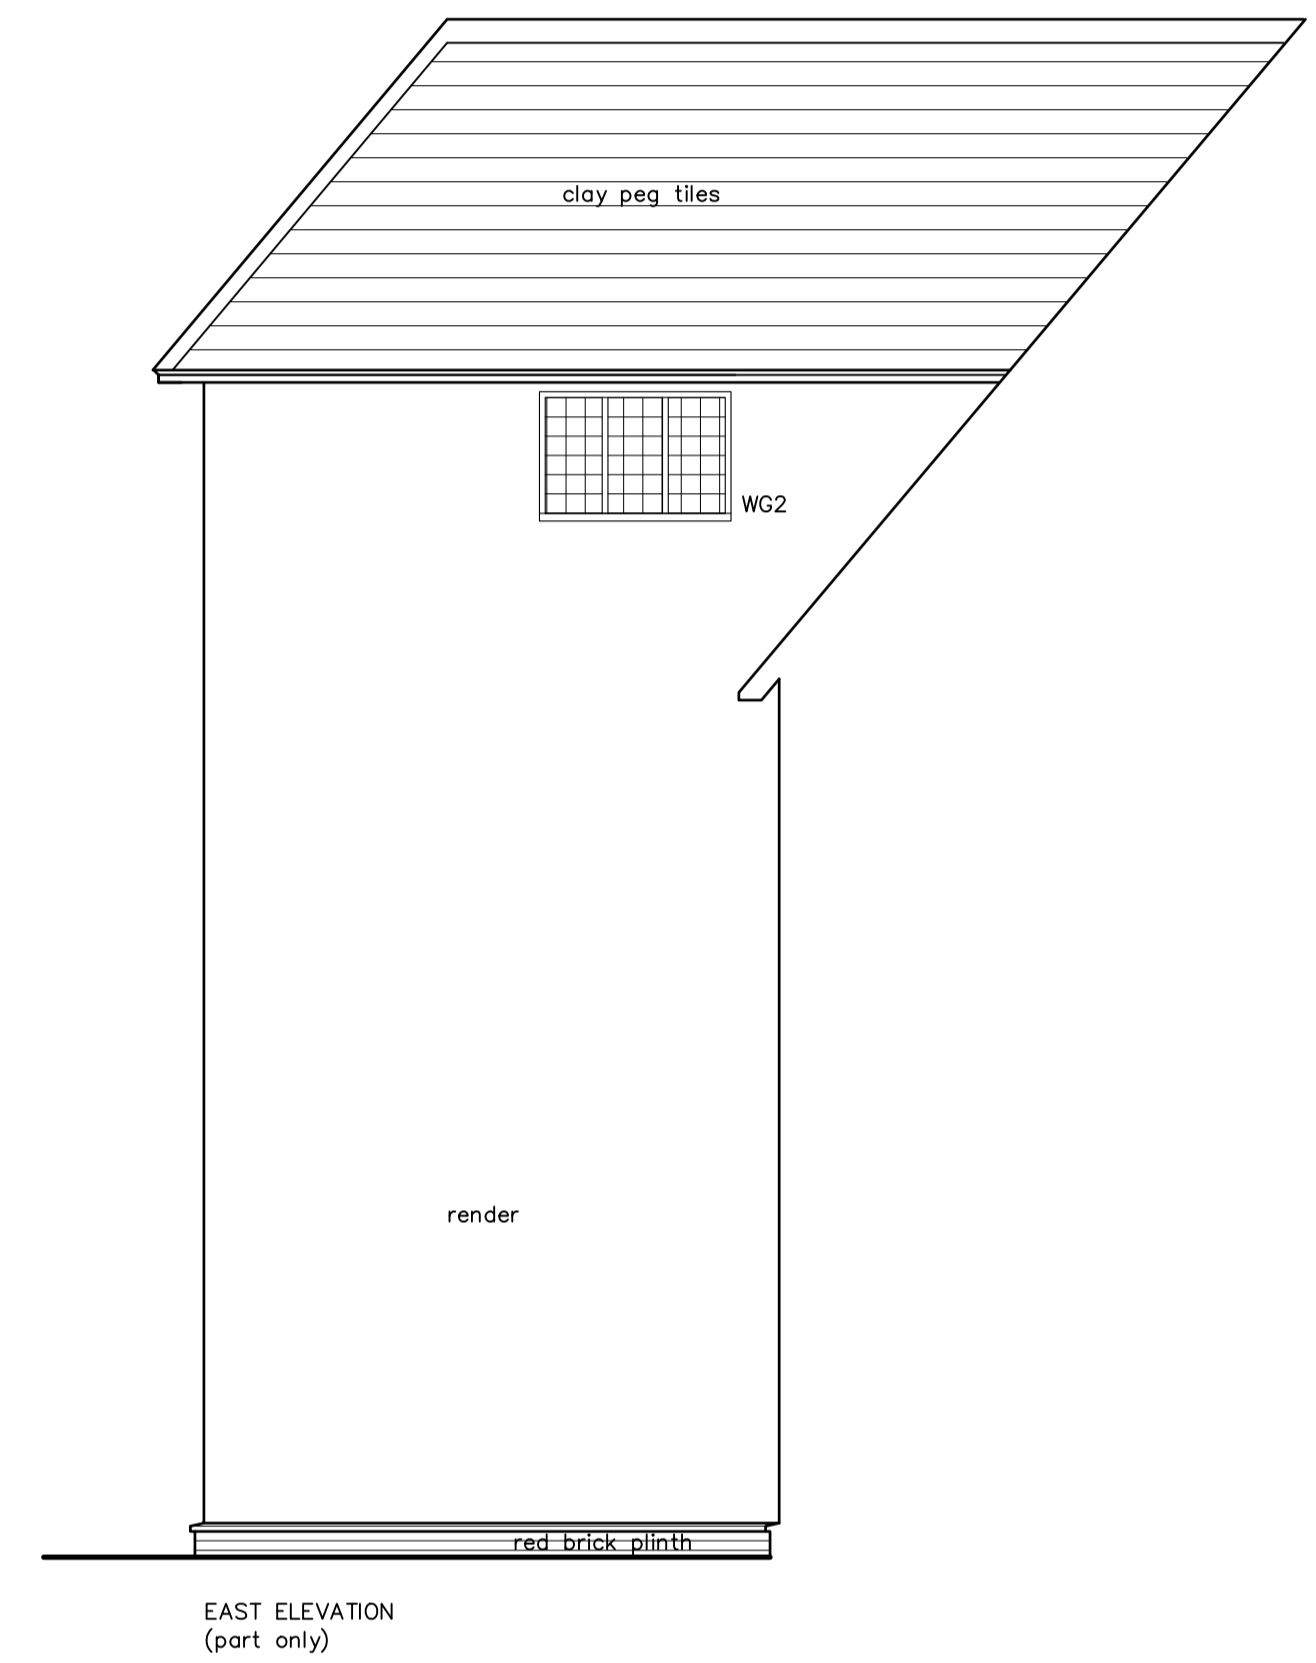 clay peg tiles
WG2
render
red brick plinth
EAST ELEVATION
(part only)